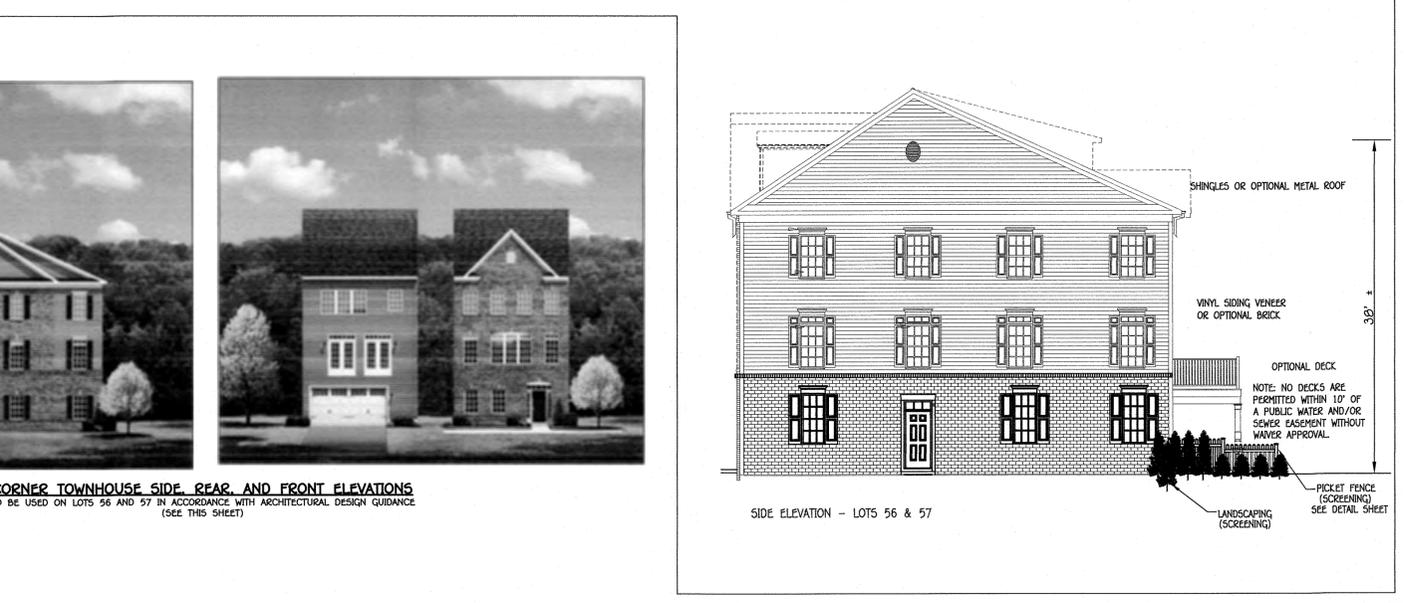 CORNER TOWNHOUSE SIDE, REAR, AND FRONT ELEVATIONS
BE USED ON LOTS 56 AND 57 IN ACCORDANCE WITH ARCHITECTURAL DESIGN GUIDANCE
(SEE THIS SHEET)
SHINGLES OR OPTIONAL METAL ROOF
VINYL SIDING VENEER
OR OPTIONAL BRICK
38' ±
OPTIONAL DECK
NOTE: NO DECKS ARE
PERMITTED WITHIN 10' OF
A PUBLIC WATER AND/OR
SEWER EASEMENT WITHOUT
WAIVER APPROVAL.
PICKET FENCE
(SCREENING)
SEE DETAIL SHEET
LANDSCAPING
(SCREENING)
SIDE ELEVATION - LOTS 56 & 57